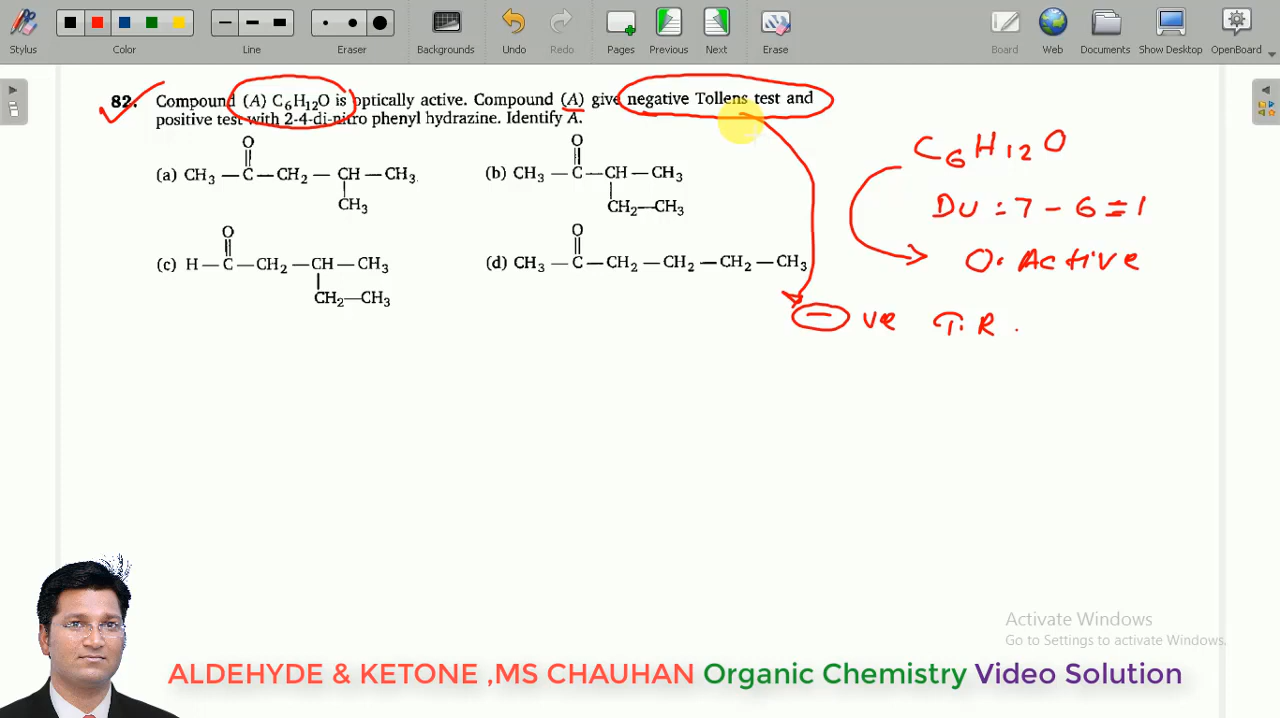 Stylus Color Line Eraser Backgrounds Undo Redo Pages Previous Next Erase Board Web Documents Show Desktop OpenBoard
82. Compound (A) C₆H₁₂O is optically active. Compound (A) give negative Tollens test and
positive test with 2-4-di-nitro phenyl hydrazine. Identify A.
O
(a) CH₃ — C — CH₂ — CH — CH₃
CH₃
O
(b) CH₃ — C — CH — CH₃
CH₂ — CH₃
O
(c) H — C — CH₂ — CH — CH₃
CH₂ — CH₃
O
(d) CH₃ — C — CH₂ — CH₂ — CH₂ — CH₃
C₆H₁₂O
DU = 7 - 6 = 1
O. Active
- ve T.R.
Activate Windows
Go to Settings to activate Windows.
ALDEHYDE & KETONE ,MS CHAUHAN Organic Chemistry Video Solution